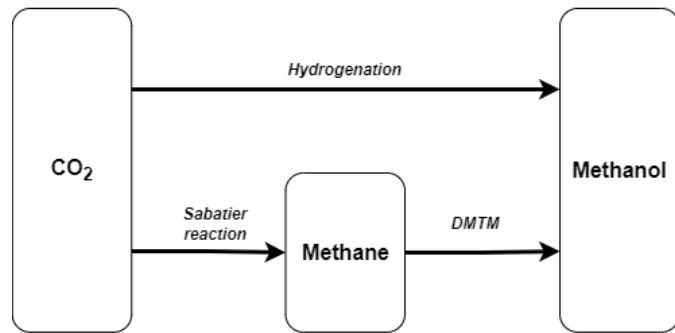 Hydrogenation
CO₂
Methanol
Sabatier
reaction
DMTM
Methane